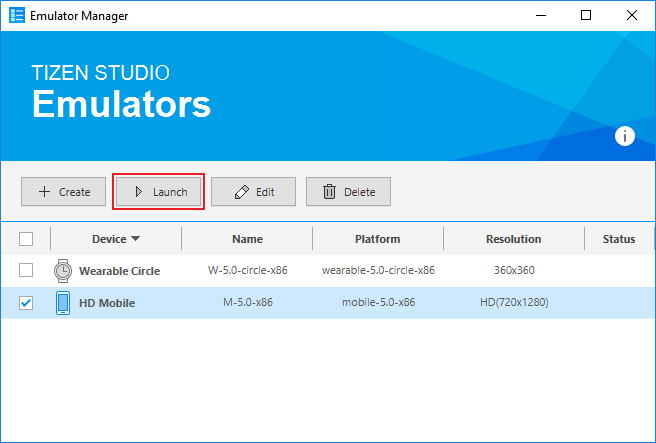 Emulator Manager
TIZEN STUDIO
Emulators
i
Create Launch Edit Delete
Device Name Platform Resolution Status
Wearable Circle W-5.0-circle-x86 wearable-5.0-circle-x86 360x360
HD Mobile M-5.0-x86 mobile-5.0-x86 HD(720x1280)